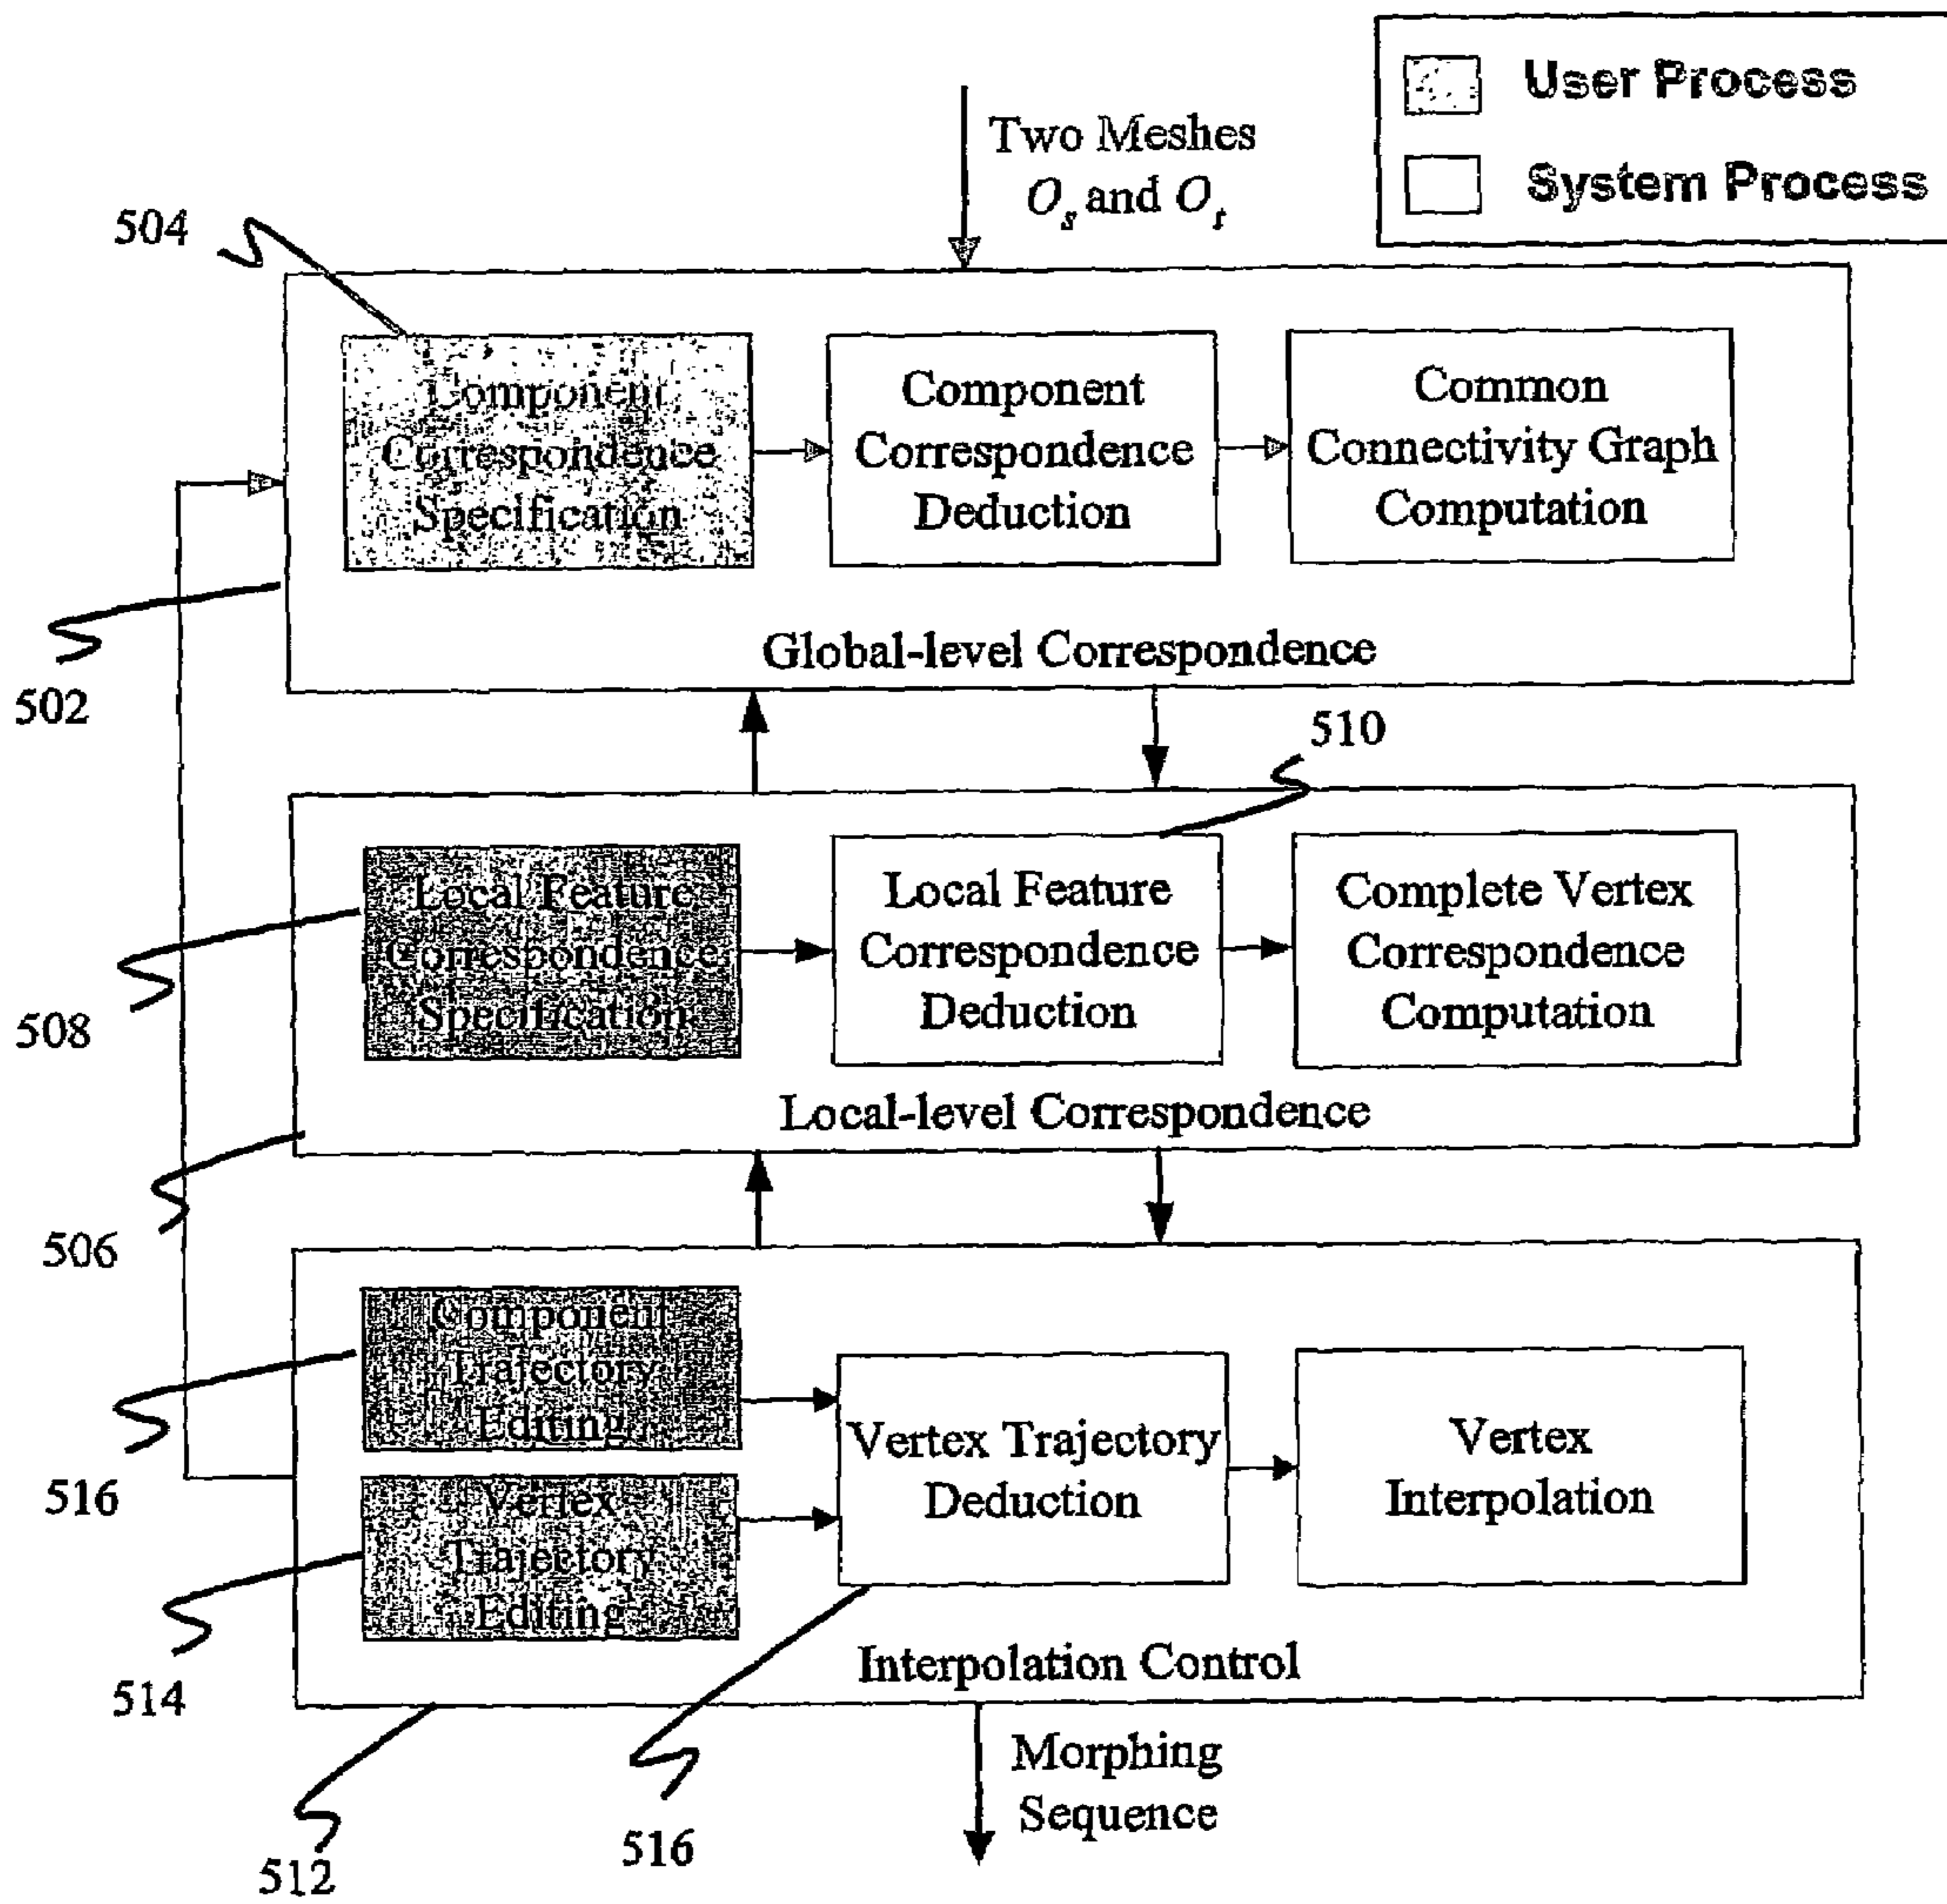 User Process
System Process
Two Meshes
Os and Ot
504
Component
Correspondence
Specification
Component
Correspondence
Deduction
Common
Connectivity Graph
Computation
Global-level Correspondence
502
510
Local Feature
Correspondence
Specification
Local Feature
Correspondence
Deduction
Complete Vertex
Correspondence
Computation
508
Local-level Correspondence
506
Component
Trajectory
Editing
Vertex
Trajectory
Editing
Vertex Trajectory
Deduction
Vertex
Interpolation
516
514
Interpolation Control
Morphing
Sequence
516
512